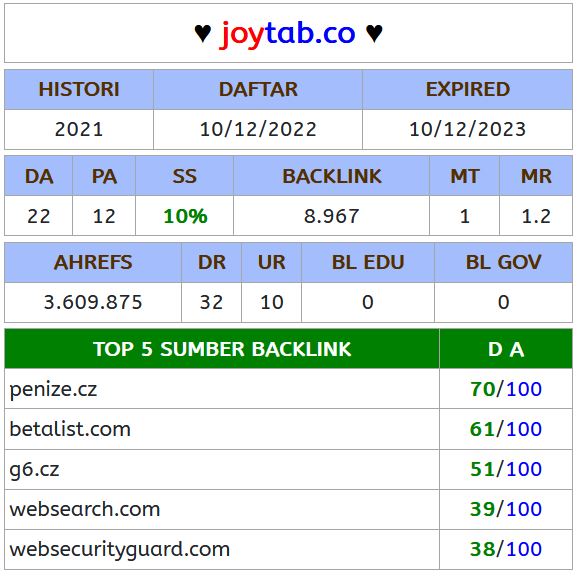 ♥ joytab.co ♥
HISTORI DAFTAR EXPIRED
2021 10/12/2022 10/12/2023
DA PA SS BACKLINK MT MR
22 12 10% 8.967 1 1.2
AHREFS DR UR BL EDU BL GOV
3.609.875 32 10 0 0
TOP 5 SUMBER BACKLINK D A
penize.cz 70/100
betalist.com 61/100
g6.cz 51/100
websearch.com 39/100
websecurityguard.com 38/100